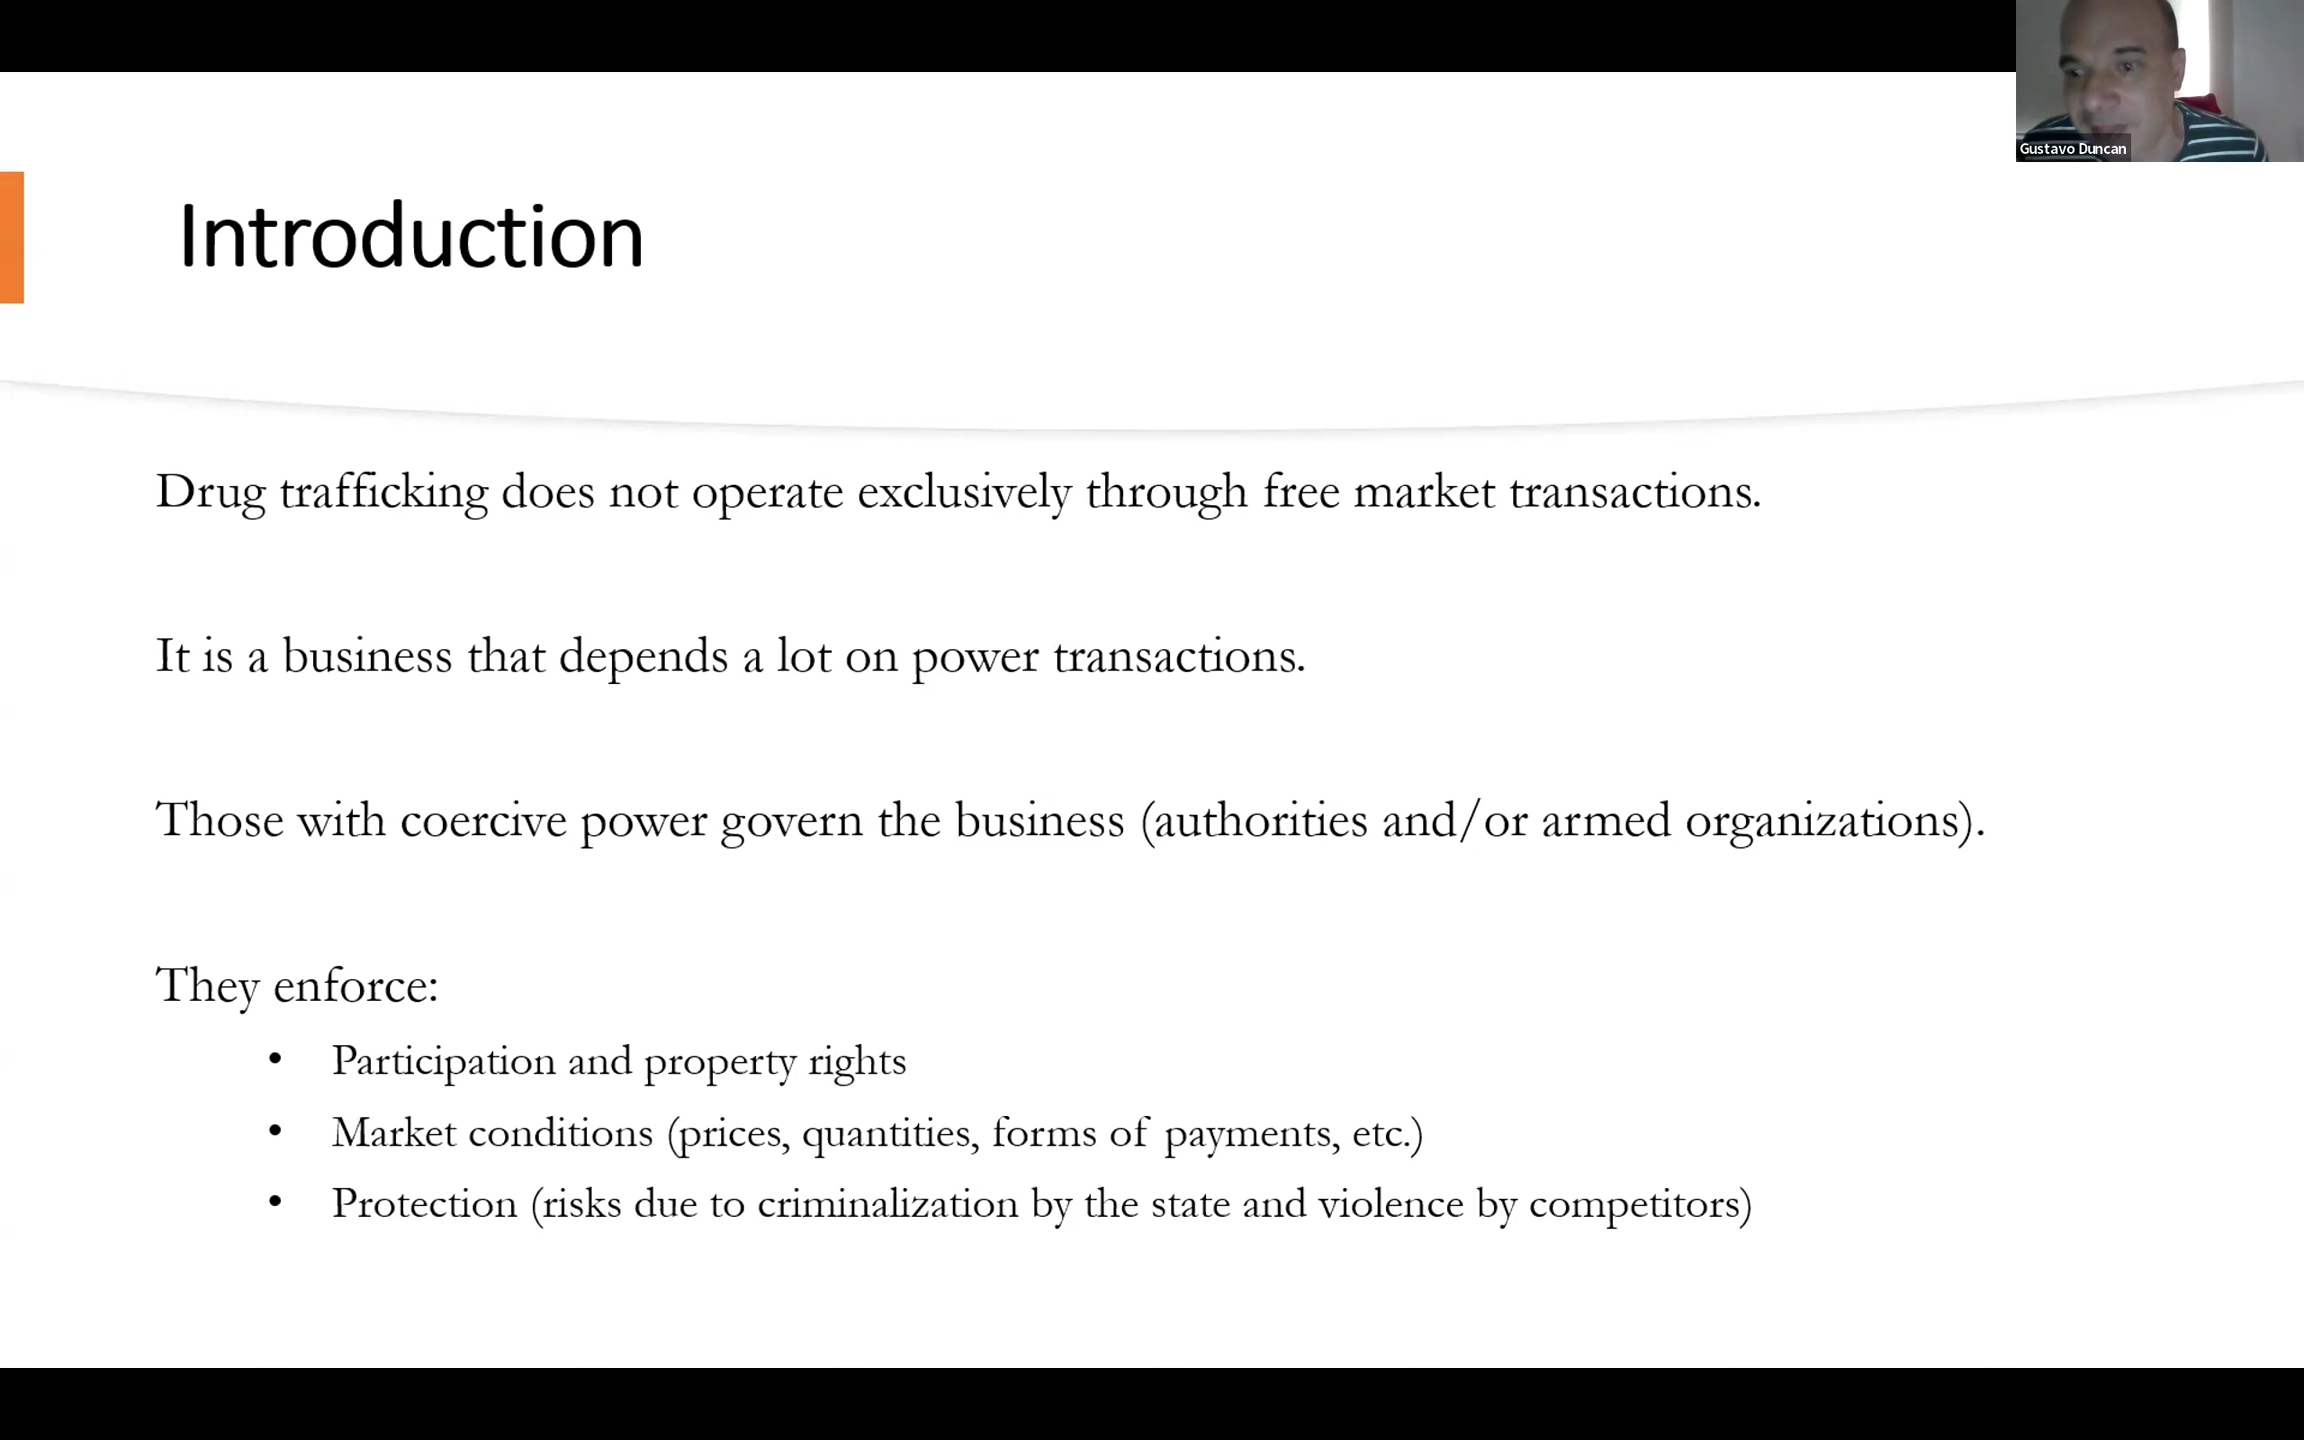 Gustavo Duncan
Introduction
Drug trafficking does not operate exclusively through free market transactions.
It is a business that depends a lot on power transactions.
Those with coercive power govern the business (authorities and/or armed organizations).
They enforce:
• Participation and property rights
• Market conditions (prices, quantities, forms of payments, etc.)
• Protection (risks due to criminalization by the state and violence by competitors)